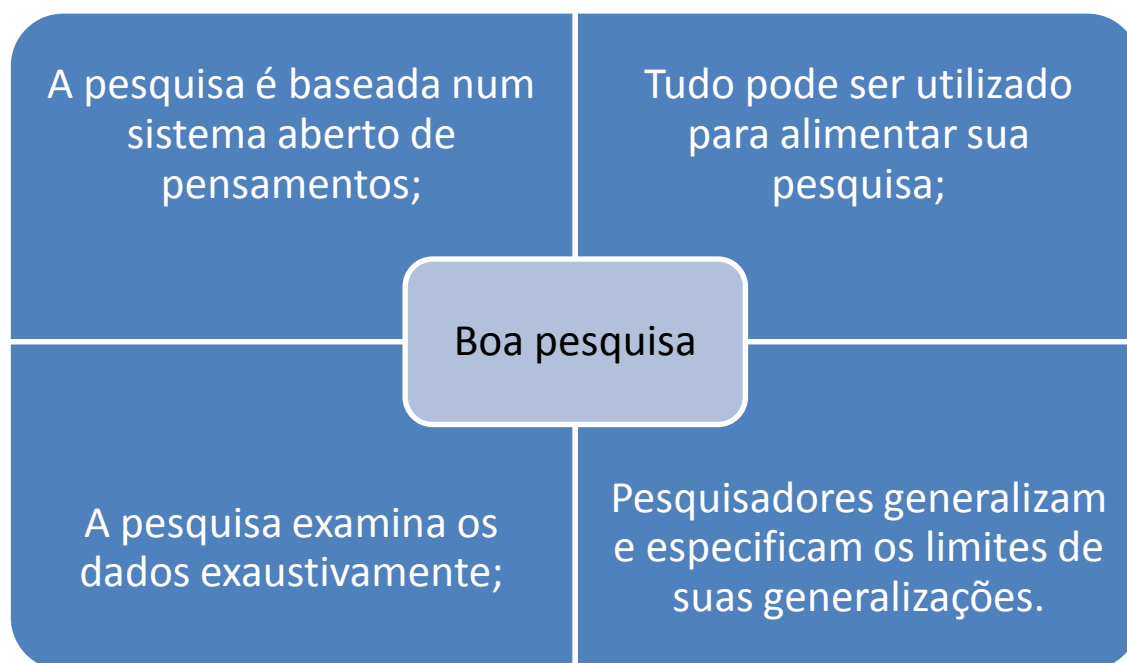 A pesquisa é baseada num
sistema aberto de
pensamentos;
Tudo pode ser utilizado
para alimentar sua
pesquisa;
Boa pesquisa
A pesquisa examina os
dados exaustivamente;
Pesquisadores generalizam
e especificam os limites de
suas generalizações.